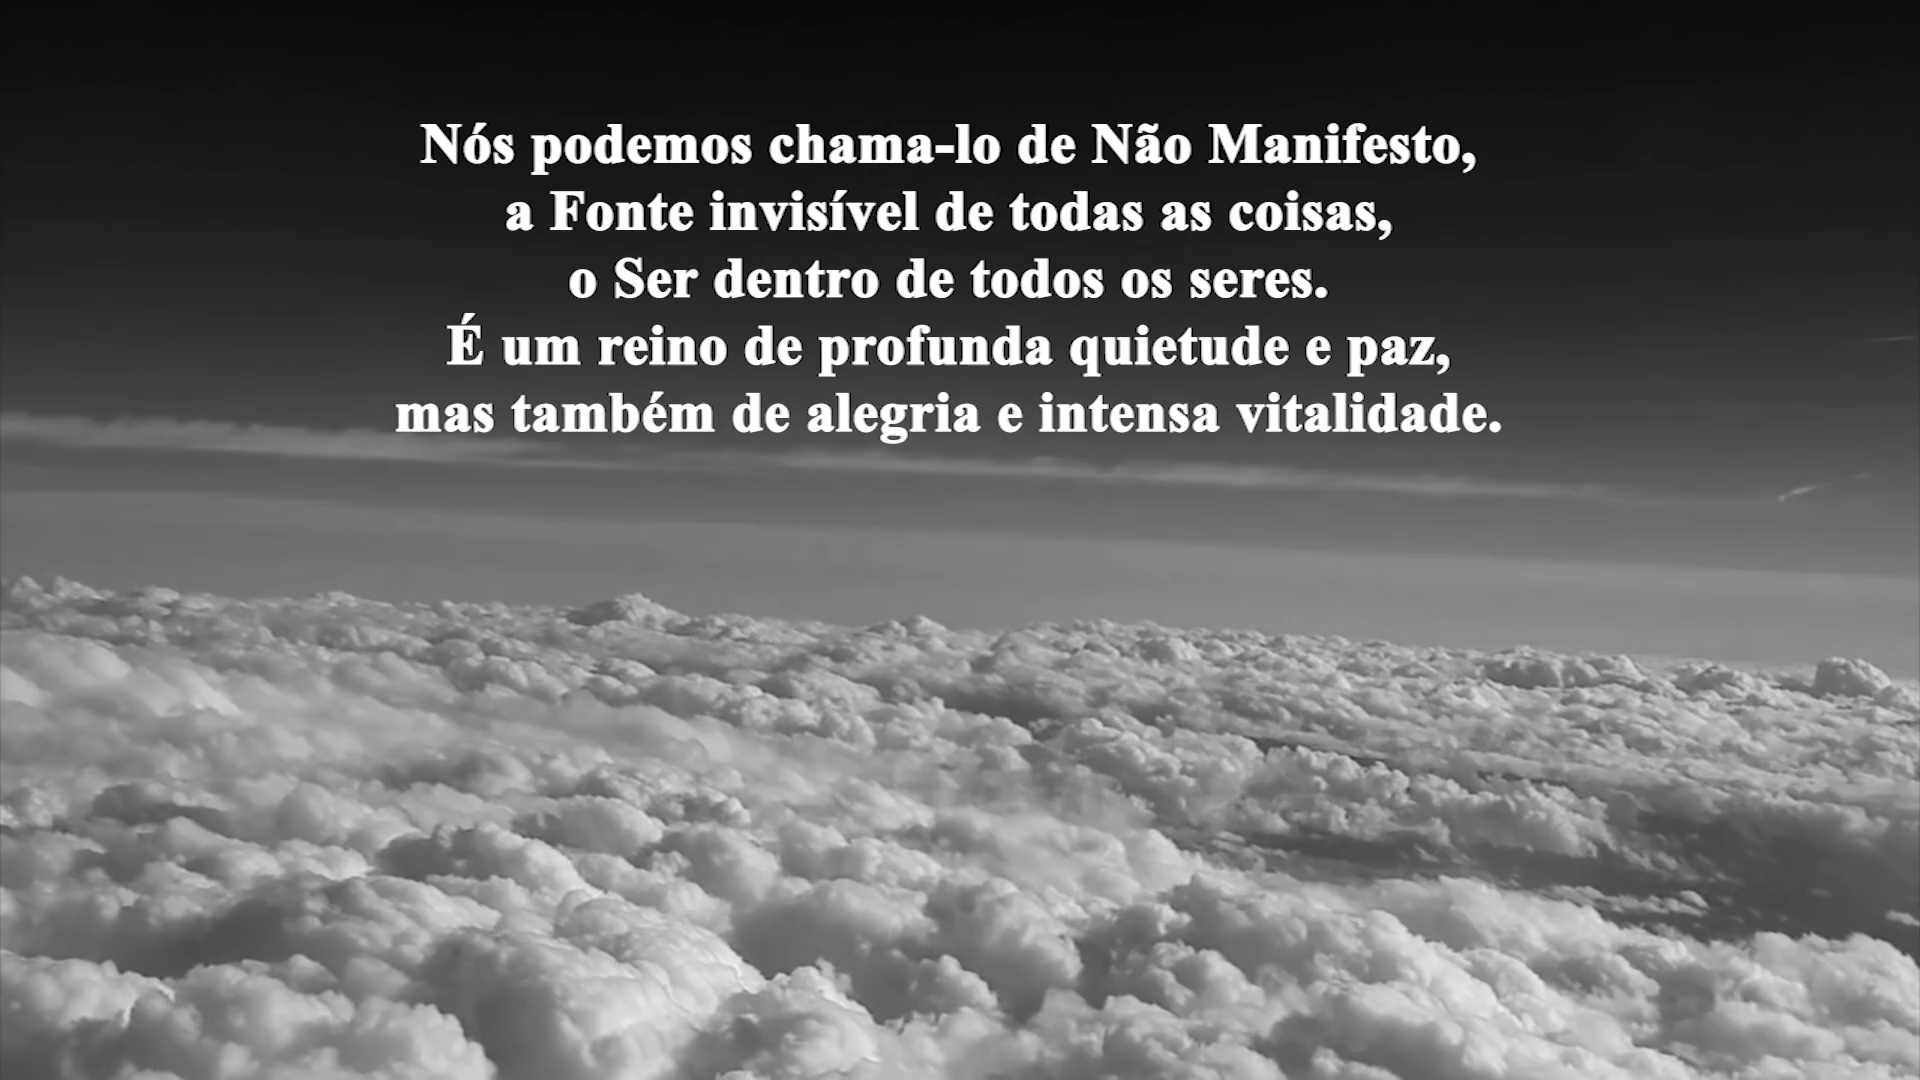 Nós podemos chama-lo de Não Manifesto,
a Fonte invisível de todas as coisas,
o Ser dentro de todos os seres.
É um reino de profunda quietude e paz,
mas também de alegria e intensa vitalidade.